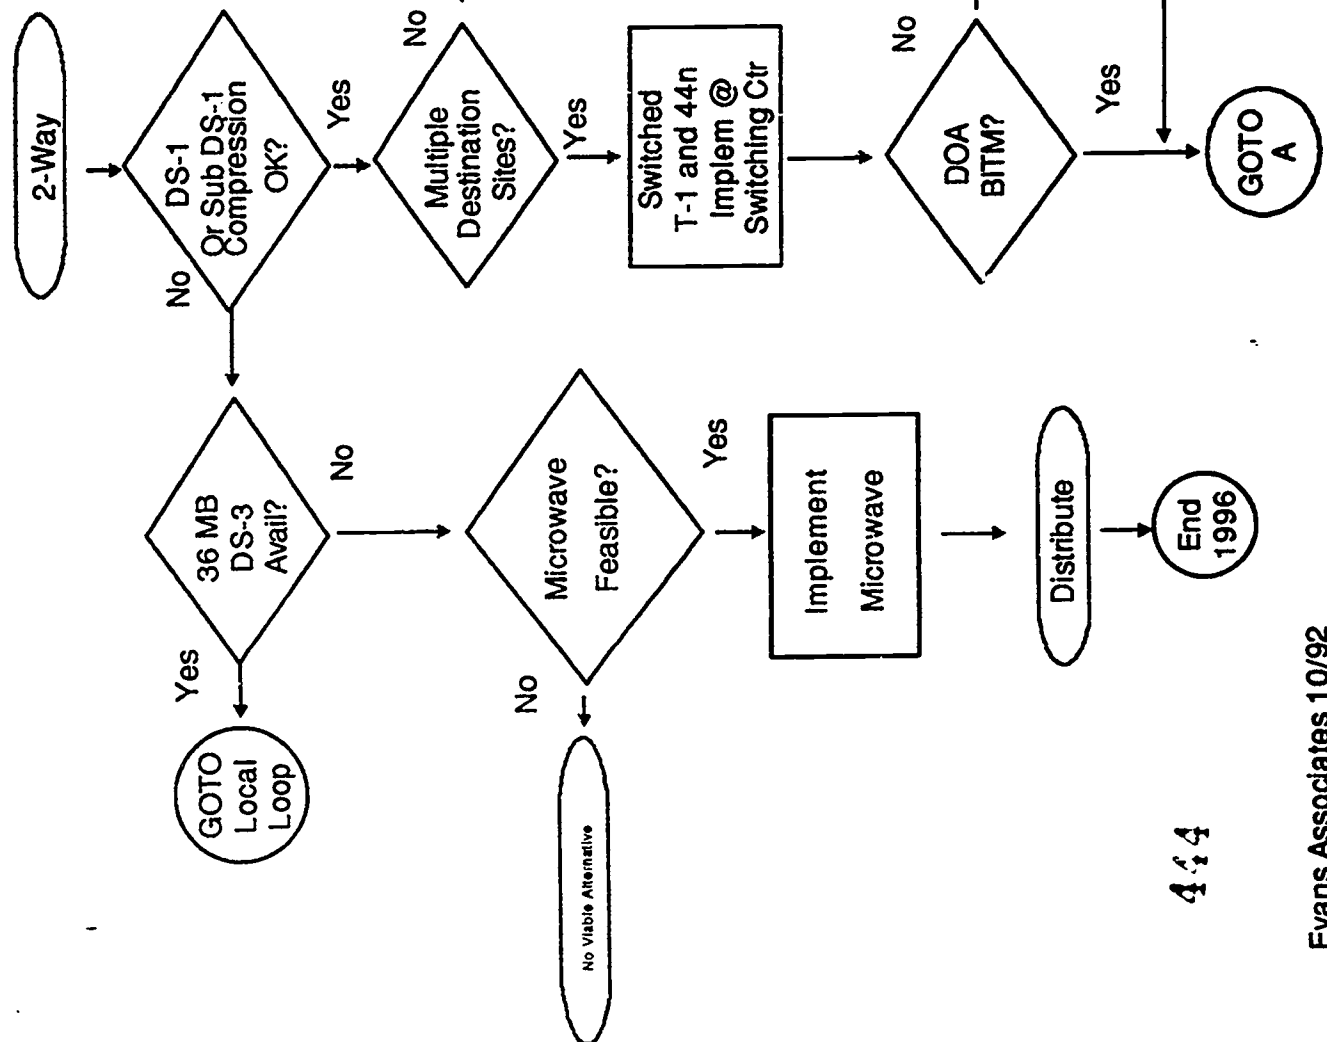 2-Way
DS-1
Or Sub DS-1
Compression
OK?
No
Yes
Multiple
Destination
Sites?
No
Yes
Switched
T-1 and 44n
Implem @
Switching Ctr
DOA
BITM?
No
Yes
GOTO
A
36 MB
DS-3
Avail?
Yes
No
GOTO
Local
Loop
Microwave
Feasible?
No
Yes
No Viable Alternative
Implement
Microwave
Distribute
End
1996
444
Evans Associates 10/92